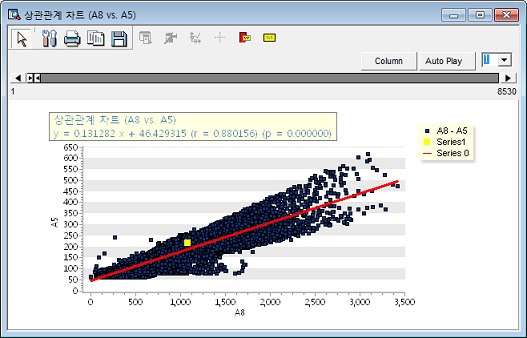 상관관계 차트 (A8 vs. A5)
Column
Auto Play
1
1
8530
상관관계 차트 (A8 vs. A5)
y = 0.131282 x + 46.429315 (r = 0.880156) (p = 0.000000)
A8 - A5
Series1
Series 0
650
600
550
500
450
400
350
300
250
200
150
100
50
0
A5
0 500 1,000 1,500 2,000 2,500 3,000 3,500
A8